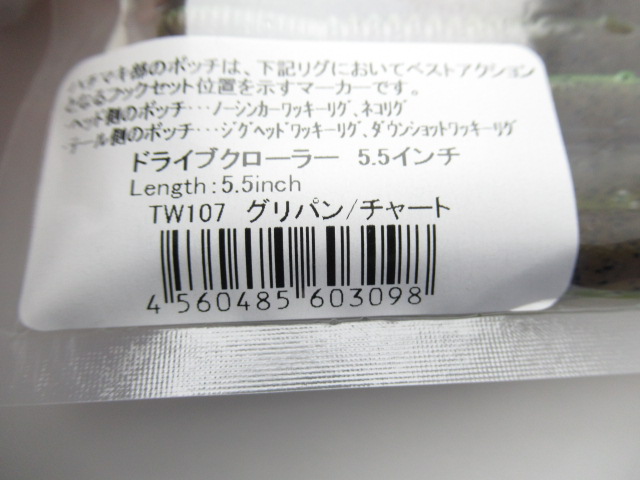 ハチマキ部のポッチは、下記リグにおいてベストアクション
となるフックセット位置を示すマーカーです。
ヘッド側のポッチ…ノーシンカーワッキーリグ、ネコリグ
テール側のポッチ…ジグヘッドワッキーリグ、ダウンショットワッキーリグ
ドライブクローラー 5.5インチ
Length:5.5inch
TW107 グリパン/チャート
4 560485 603098